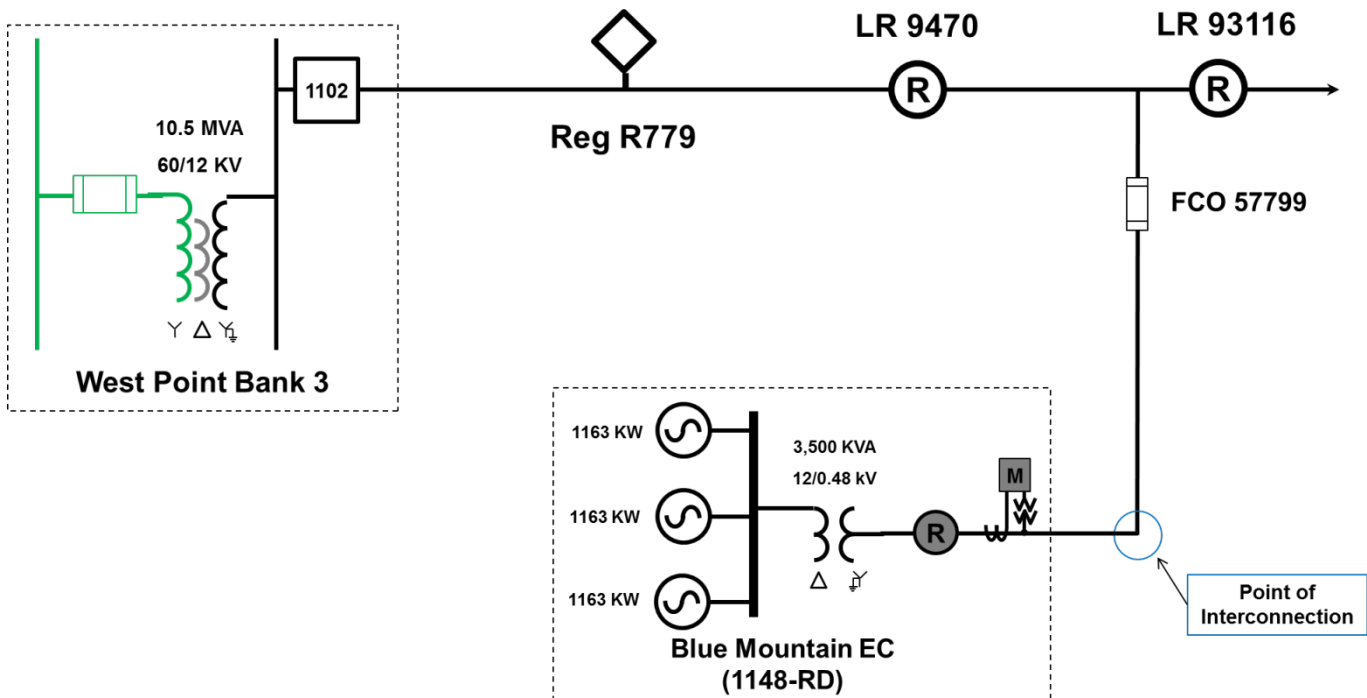 LR 9470
LR 93116
1102
R
R
10.5 MVA
60/12 KV
Reg R779
FCO 57799
West Point Bank 3
1163 KW
3,500 KVA
12/0.48 kV
M
1163 KW
R
1163 KW
Point of
Interconnection
Blue Mountain EC
(1148-RD)